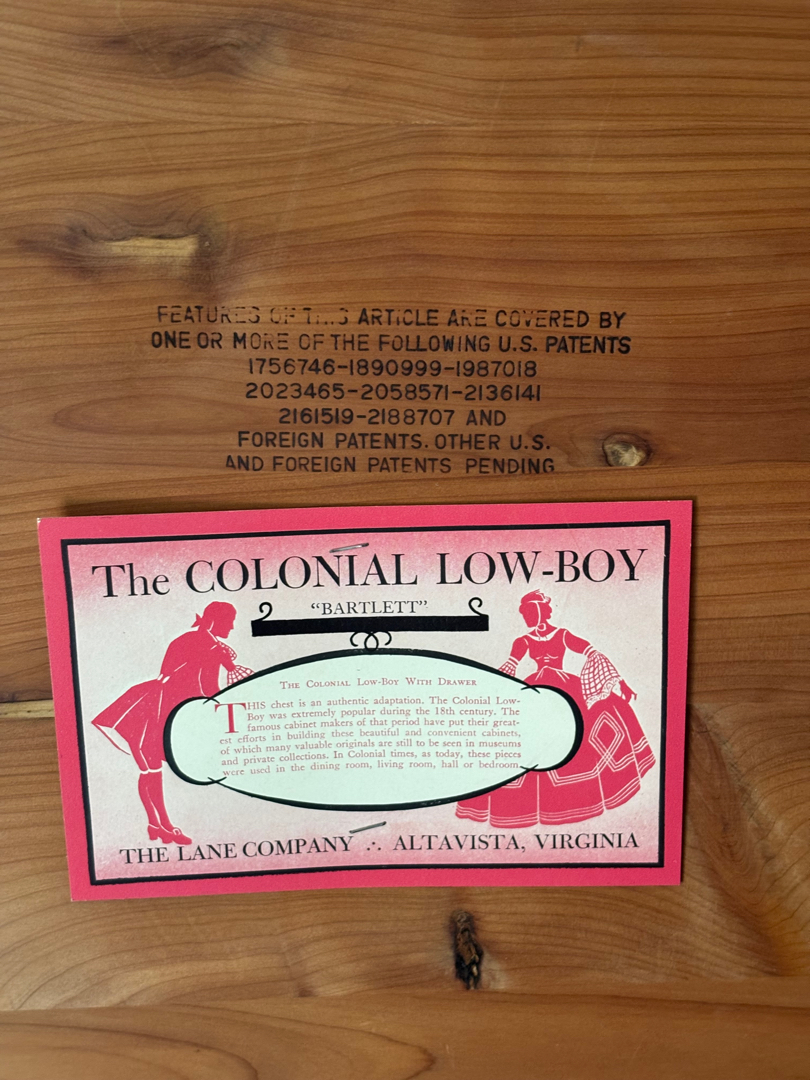 FEATURES OF THIS ARTICLE ARE COVERED BY
ONE OR MORE OF THE FOLLOWING U.S. PATENTS
1756746-1890999-1987018
2023465-2058571-2136141
2161519-2188707 AND
FOREIGN PATENTS. OTHER U.S.
AND FOREIGN PATENTS PENDING
The COLONIAL LOW-BOY
"BARTLETT"
THE COLONIAL LOW-BOY WITH DRAWER
THIS chest is an authentic adaptation. The Colonial Low-
Boy was extremely popular during the 18th century. The
famous cabinet makers of that period have put their great-
est efforts in building these beautiful and convenient cabinets,
of which many valuable originals are still to be seen in museums
and private collections. In Colonial times, as today, these pieces
were used in the dining room, living room, hall or bedroom.
THE LANE COMPANY ∴ ALTAVISTA, VIRGINIA